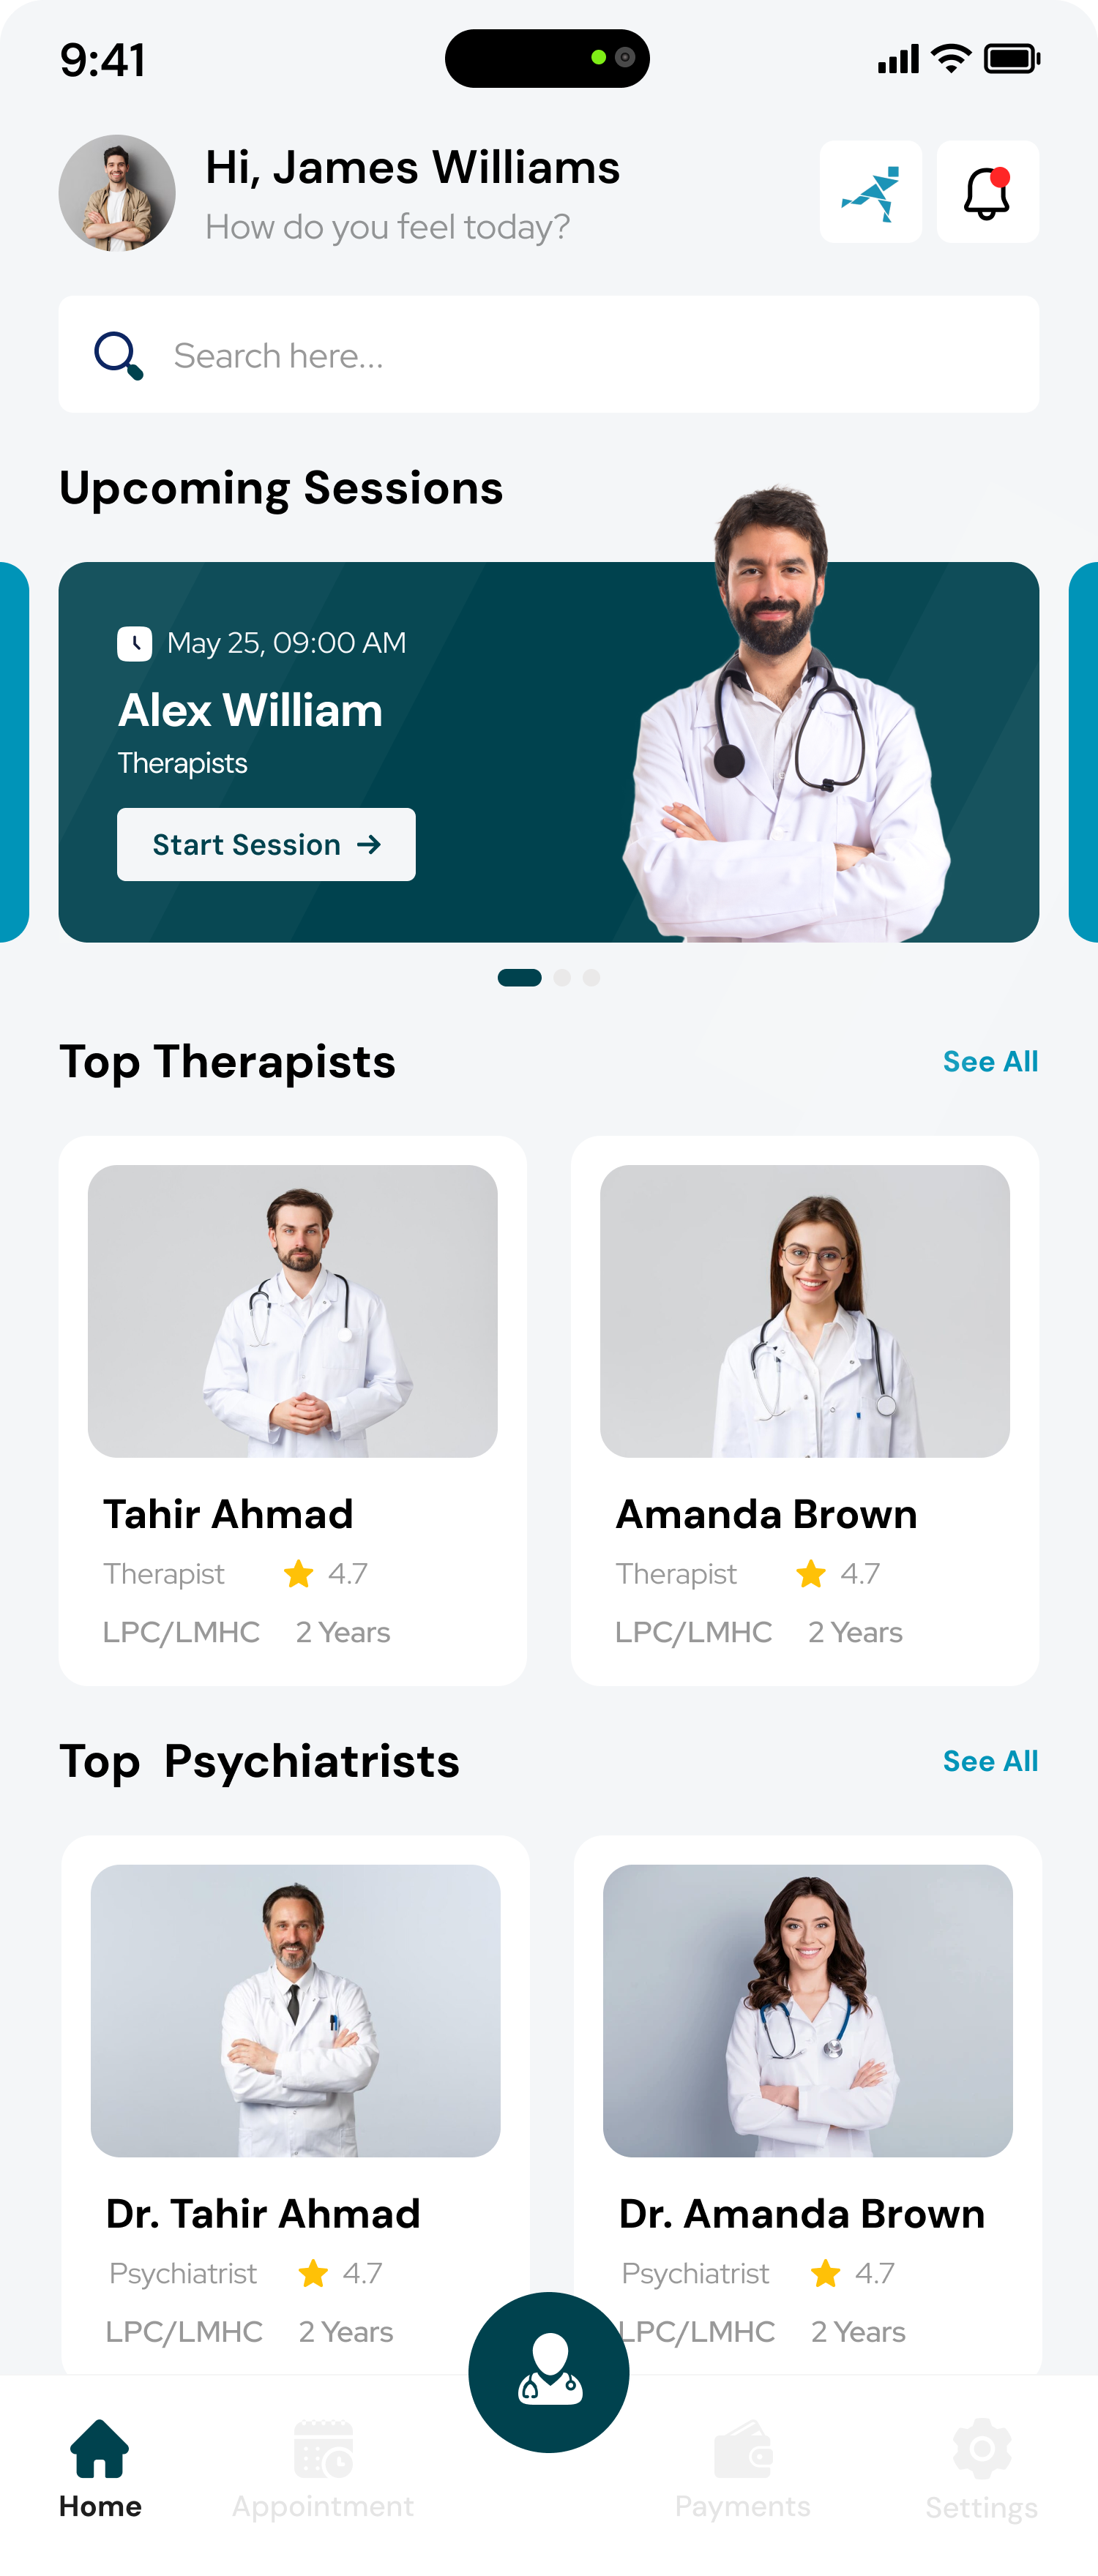 9:41
Hi, James Williams
How do you feel today?
Search here...
Upcoming Sessions
May 25, 09:00 AM
Alex William
Therapists
Start Session →
Top Therapists
See All
Tahir Ahmad
Therapist 4.7
LPC/LMHC 2 Years
Amanda Brown
Therapist 4.7
LPC/LMHC 2 Years
Top Psychiatrists
See All
Dr. Tahir Ahmad
Psychiatrist 4.7
LPC/LMHC 2 Years
Dr. Amanda Brown
Psychiatrist 4.7
LPC/LMHC 2 Years
Home
Appointment
Payments
Settings